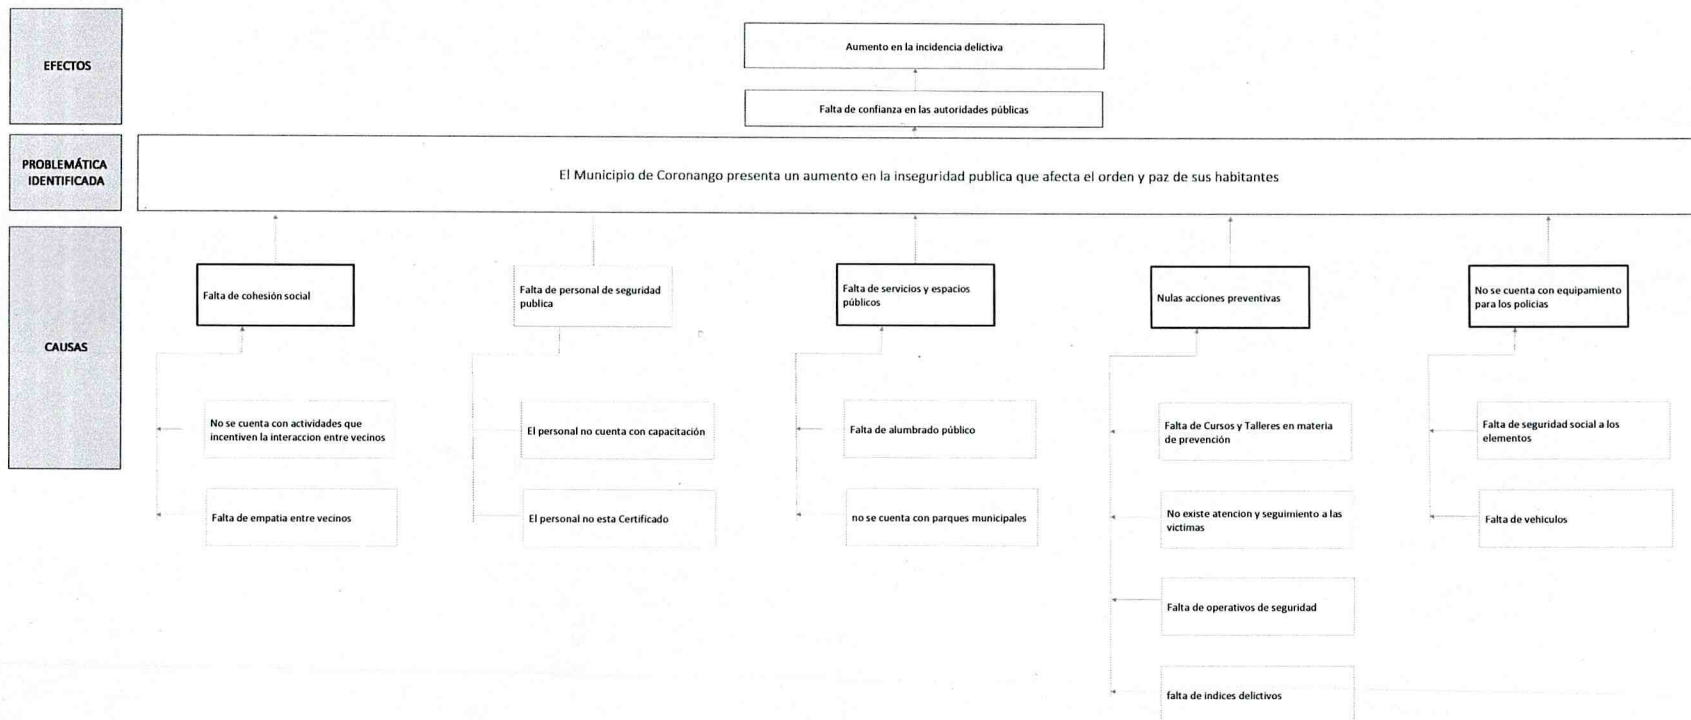 EFECTOS
Aumento en la incidencia delictiva
Falta de confianza en las autoridades públicas
PROBLEMÁTICA
IDENTIFICADA
El Municipio de Coronango presenta un aumento en la inseguridad publica que afecta el orden y paz de sus habitantes
CAUSAS
Falta de cohesión social
No se cuenta con actividades que
incentiven la interaccion entre vecinos
Falta de empatia entre vecinos
Falta de personal de seguridad
publica
El personal no cuenta con capacitación
El personal no esta Certificado
Falta de servicios y espacios
públicos
Falta de alumbrado público
no se cuenta con parques municipales
Nulas acciones preventivas
Falta de Cursos y Talleres en materia
de prevención
No existe atencion y seguimiento a las
victimas
Falta de operativos de seguridad
falta de indices delictivos
No se cuenta con equipamiento
para los policias
Falta de seguridad social a los
elementos
Falta de vehiculos